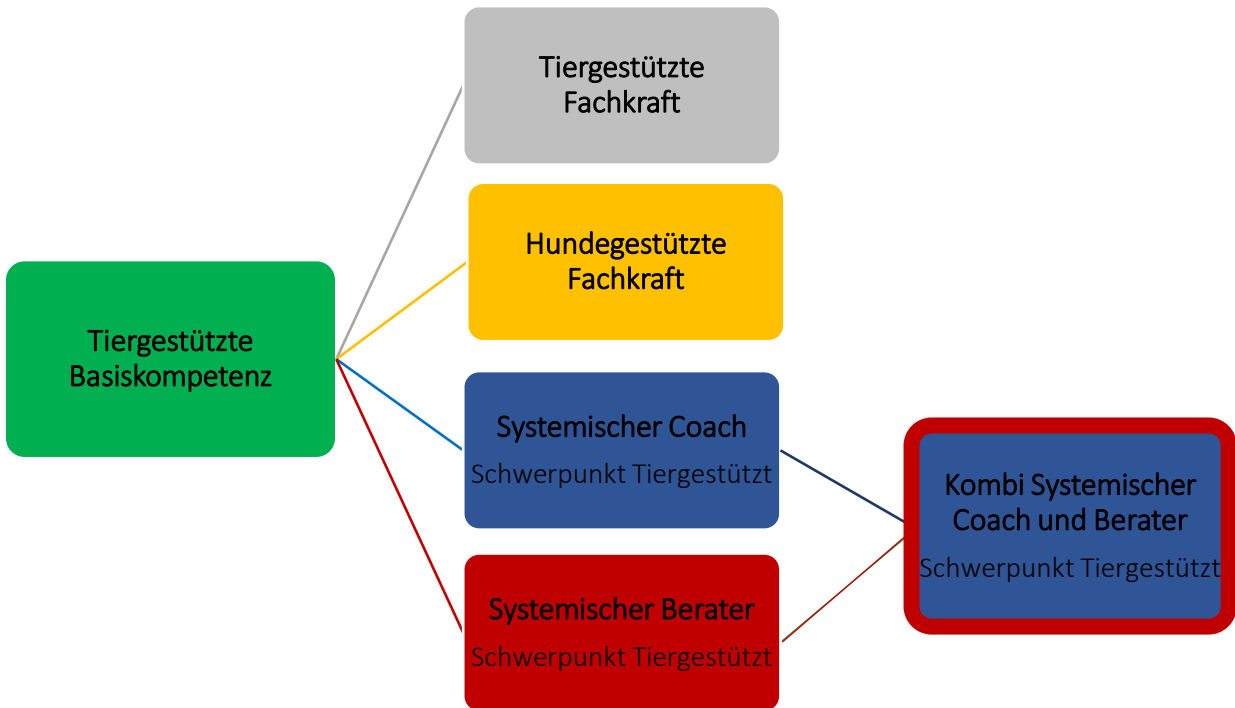 Tiergestützte
Fachkraft
Hundegestützte
Fachkraft
Tiergestützte
Basiskompetenz
Systemischer Coach
Schwerpunkt Tiergestützt
Kombi Systemischer
Coach und Berater
Schwerpunkt Tiergestützt
Systemischer Berater
Schwerpunkt Tiergestützt